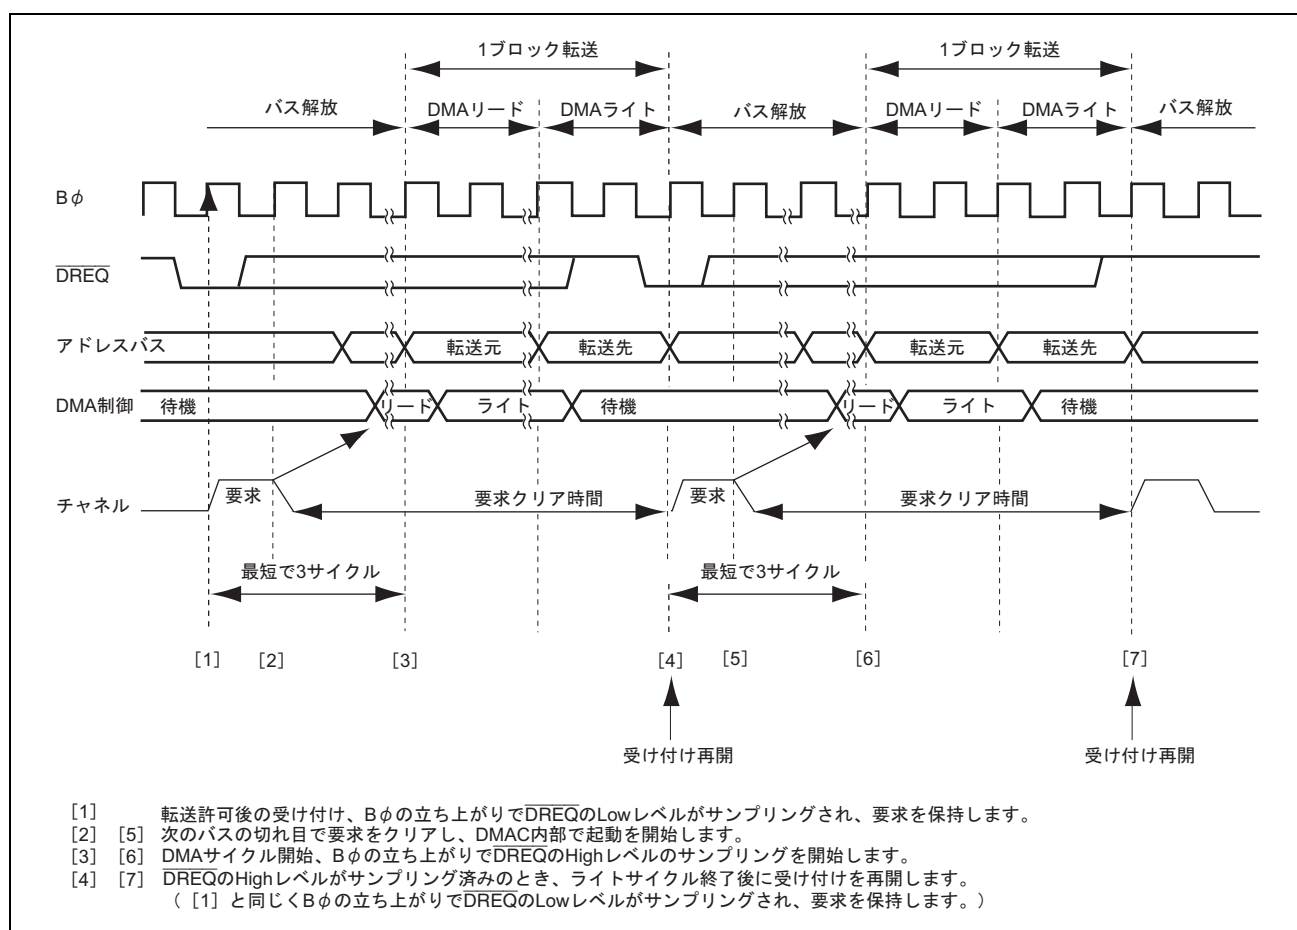 1ブロック転送 1ブロック転送
バス解放 DMAリード DMAライト バス解放 DMAリード DMAライト バス解放
Bφ
DREQ
アドレスバス 転送元 転送先 転送元 転送先
DMA制御 待機 リード ライト 待機 リード ライト 待機
チャネル 要求 要求クリア時間 要求 要求クリア時間
最短で3サイクル 最短で3サイクル
[1] [2] [3] [4] [5] [6] [7]
受け付け再開 受け付け再開
[1] 転送許可後の受け付け、Bφの立ち上がりでDREQのLowレベルがサンプリングされ、要求を保持します。
[2] [5] 次のバスの切れ目で要求をクリアし、DMAC内部で起動を開始します。
[3] [6] DMAサイクル開始、Bφの立ち上がりでDREQのHighレベルのサンプリングを開始します。
[4] [7] DREQのHighレベルがサンプリング済みのとき、ライトサイクル終了後に受け付けを再開します。
([1]と同じくBφの立ち上がりでDREQのLowレベルがサンプリングされ、要求を保持します。)